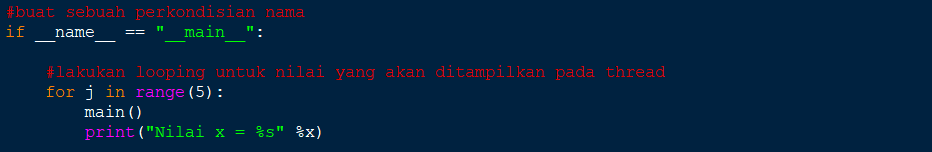 #buat sebuah perkondisian nama
if __name__ == "__main__":
#lakukan looping untuk nilai yang akan ditampilkan pada thread
for j in range(5):
main()
print("Nilai x = %s" %x)